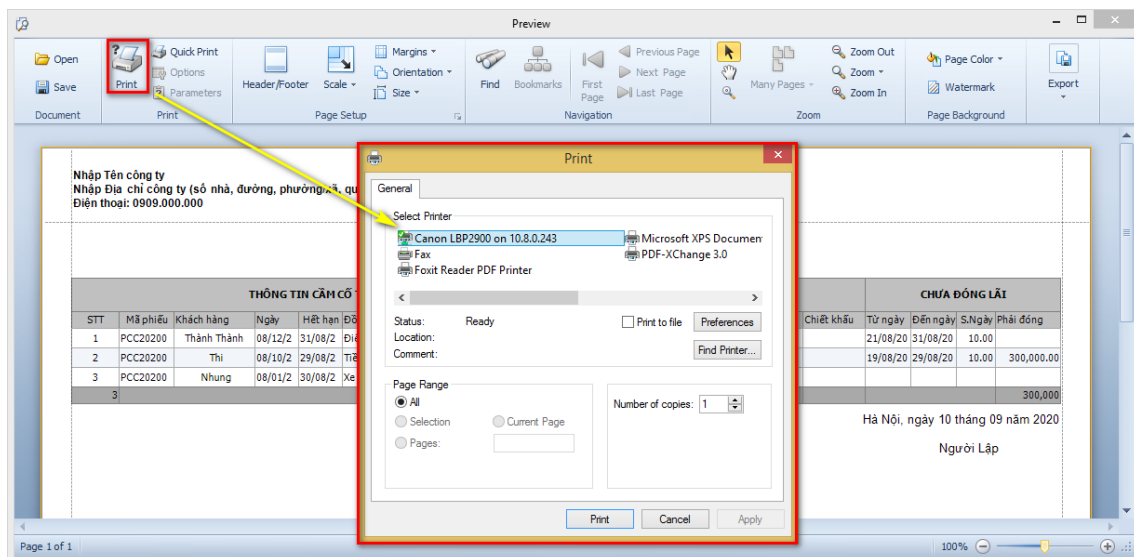 Preview
Open
Save
Document
Print
Quick Print
Options
Parameters
Print
Header/Footer
Scale
Margins
Orientation
Size
Page Setup
Find
Bookmarks
First Page
Previous Page
Next Page
Last Page
Navigation
Many Pages
Zoom Out
Zoom
Zoom In
Zoom
Page Color
Watermark
Page Background
Export
Nhập Tên công ty
Nhập Địa chỉ công ty (số nhà, đường, phường/xã, qu
Điện thoại: 0909.000.000
THÔNG TIN CẦM CỐ
CHƯA ĐÓNG LÃI
STT Mã phiếu Khách hàng Ngày Hết hạn Chiết khấu Từ ngày Đến ngày S.Ngày Phải đóng
1 PCC20200 Thành Thành 08/12/2 31/08/2 21/08/20 31/08/20 10.00
2 PCC20200 Thi 08/10/2 29/08/2 19/08/20 29/08/20 10.00 300,000.00
3 PCC20200 Nhung 08/01/2 30/08/2 Xe
3 300,000
Hà Nội, ngày 10 tháng 09 năm 2020
Người Lập
Print
General
Select Printer
Canon LBP2900 on 10.8.0.243
Microsoft XPS Documen
Fax
PDF-XChange 3.0
Foxit Reader PDF Printer
Status: Ready
Print to file
Preferences
Location:
Comment:
Find Printer...
Page Range
All
Selection
Current Page
Pages:
Number of copies: 1
Print
Cancel
Apply
Page 1 of 1
100%